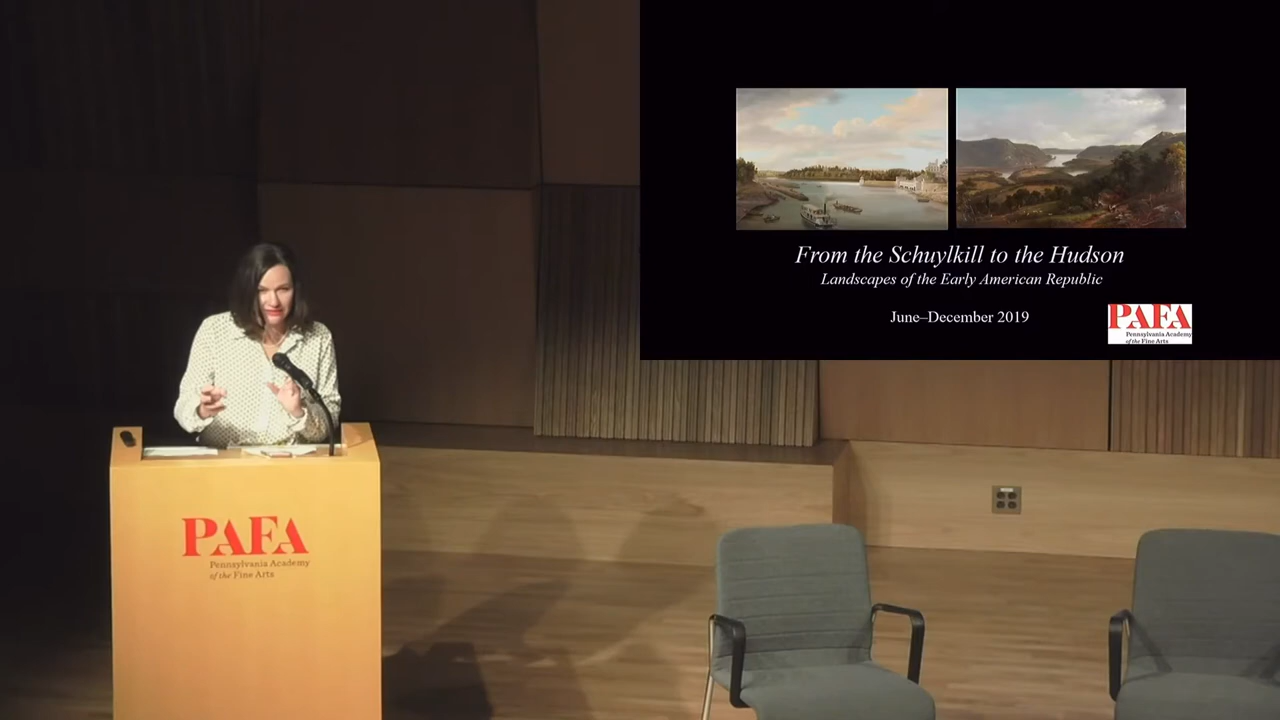 From the Schuylkill to the Hudson
Landscapes of the Early American Republic
June–December 2019
PAFA
Pennsylvania Academy
of the Fine Arts
PAFA
Pennsylvania Academy
of the Fine Arts